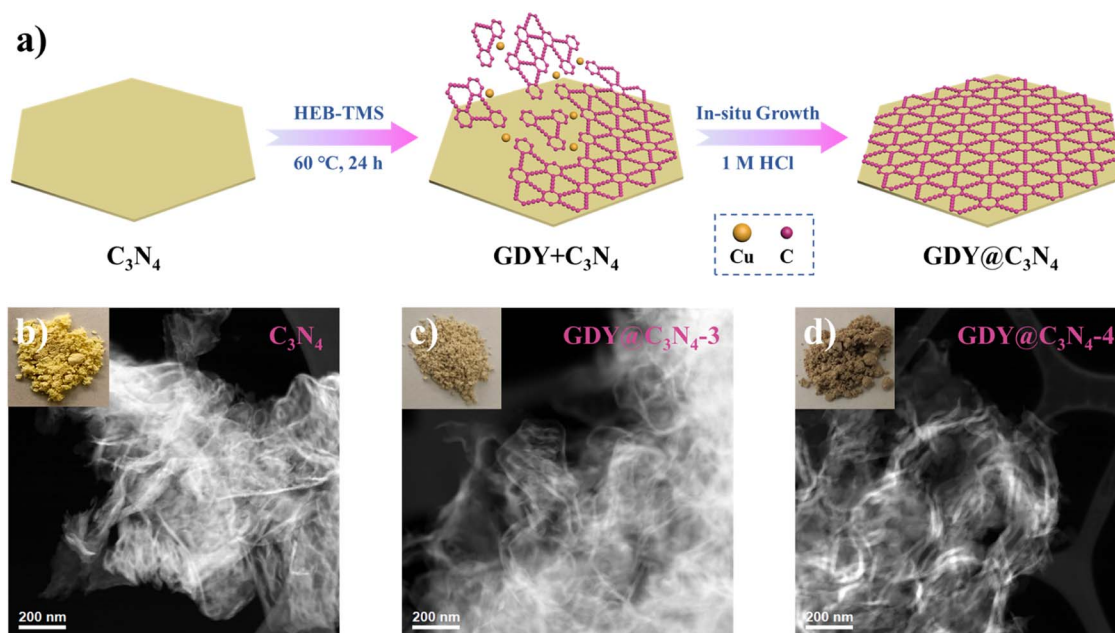 a)
HEB-TMS
60 °C, 24 h
In-situ Growth
1 M HCl
C₃N₄
GDY+C₃N₄
Cu
C
GDY@C₃N₄
b)
C₃N₄
200 nm
c)
GDY@C₃N₄-3
200 nm
d)
GDY@C₃N₄-4
200 nm